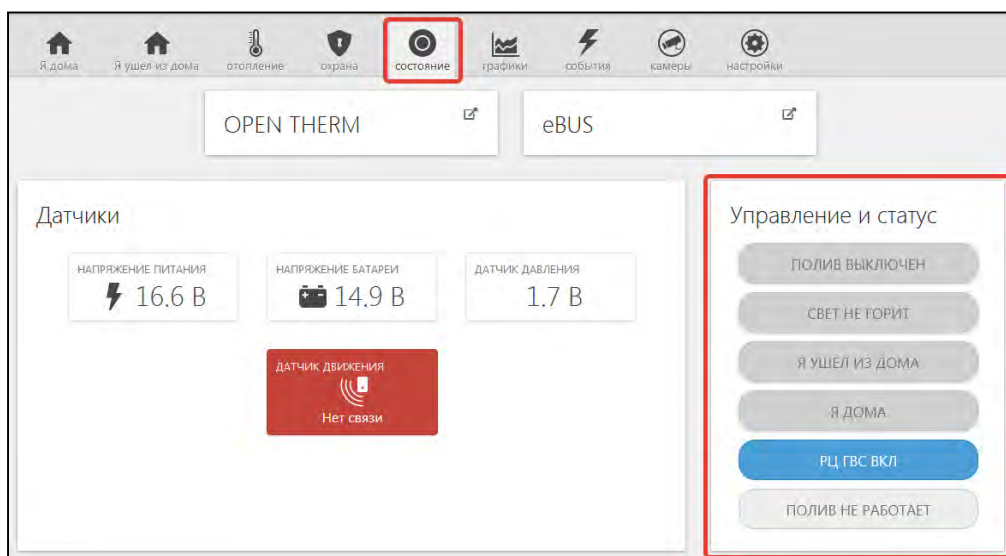 Я дома
Я ушел из дома
отопление
охрана
состояние
графики
события
камеры
настройки
OPEN THERM
eBUS
Датчики
НАПРЯЖЕНИЕ ПИТАНИЯ
16.6 В
НАПРЯЖЕНИЕ БАТАРЕИ
14.9 В
ДАТЧИК ДАВЛЕНИЯ
1.7 В
ДАТЧИК ДВИЖЕНИЯ
Нет связи
Управление и статус
ПОЛИВ ВЫКЛЮЧЕН
СВЕТ НЕ ГОРИТ
Я УШЕЛ ИЗ ДОМА
Я ДОМА
РЦ ГВС ВКЛ
ПОЛИВ НЕ РАБОТАЕТ